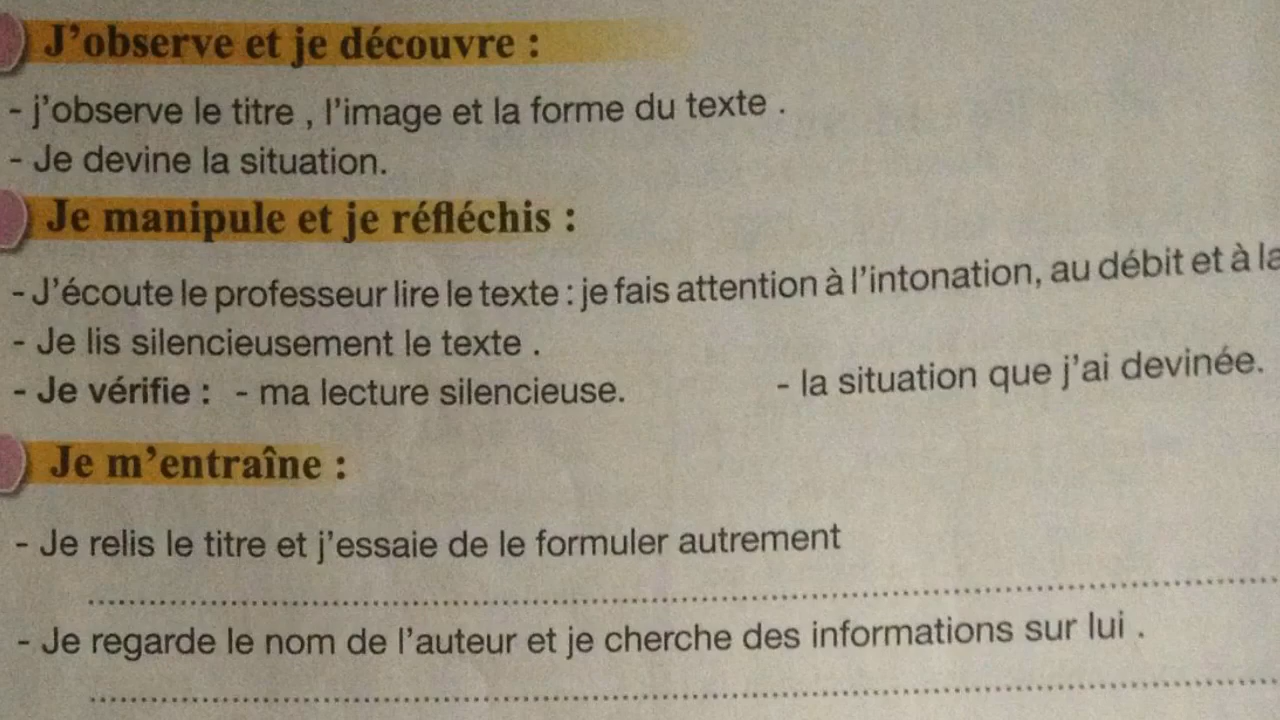 J'observe et je découvre :
- j'observe le titre , l'image et la forme du texte .
- Je devine la situation.
Je manipule et je réfléchis :
- J'écoute le professeur lire le texte : je fais attention à l'intonation, au débit et à la
- Je lis silencieusement le texte .
- Je vérifie : - ma lecture silencieuse. - la situation que j'ai devinée.
Je m'entraîne :
- Je relis le titre et j'essaie de le formuler autrement
................................................................................
- Je regarde le nom de l'auteur et je cherche des informations sur lui .
................................................................................